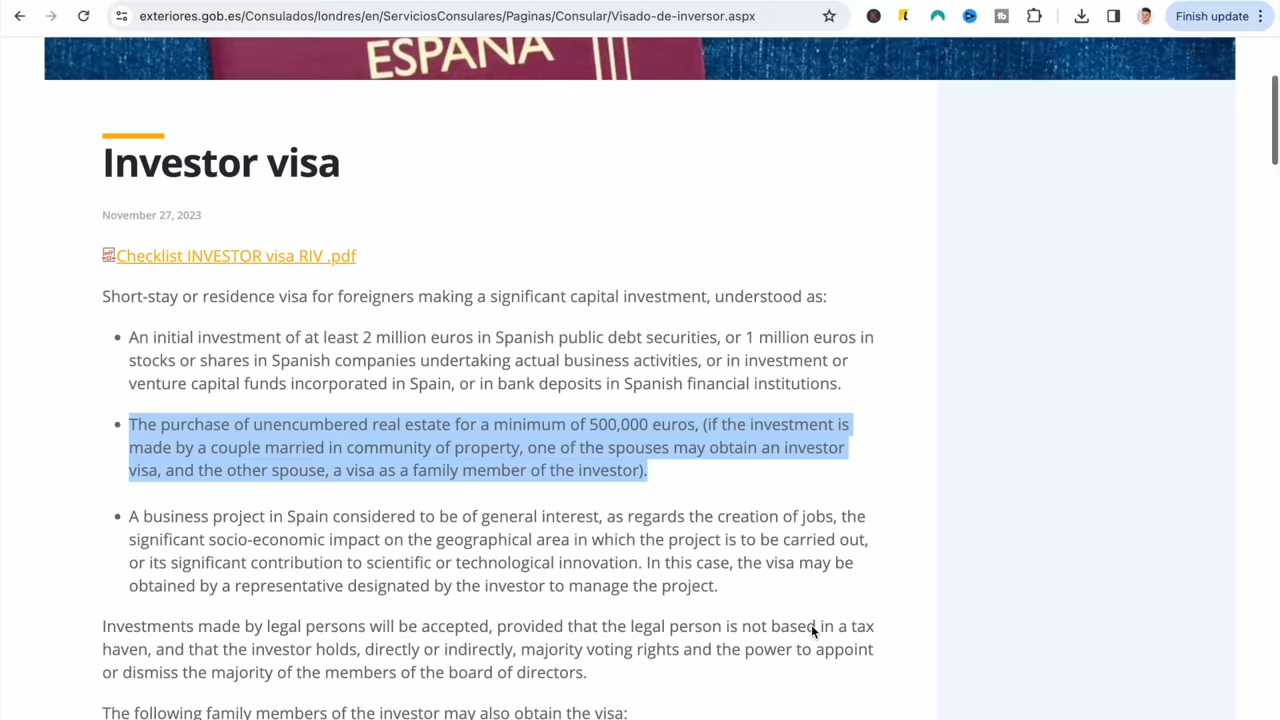 exteriores.gob.es/Consulados/londres/en/ServiciosConsulares/Paginas/Consular/Visado-de-inversor.aspx
Finish update
ESPAÑA
Investor visa
November 27, 2023
Checklist INVESTOR visa RIV .pdf
Short-stay or residence visa for foreigners making a significant capital investment, understood as:
An initial investment of at least 2 million euros in Spanish public debt securities, or 1 million euros in
stocks or shares in Spanish companies undertaking actual business activities, or in investment or
venture capital funds incorporated in Spain, or in bank deposits in Spanish financial institutions.
The purchase of unencumbered real estate for a minimum of 500,000 euros, (if the investment is
made by a couple married in community of property, one of the spouses may obtain an investor
visa, and the other spouse, a visa as a family member of the investor).
A business project in Spain considered to be of general interest, as regards the creation of jobs, the
significant socio-economic impact on the geographical area in which the project is to be carried out,
or its significant contribution to scientific or technological innovation. In this case, the visa may be
obtained by a representative designated by the investor to manage the project.
Investments made by legal persons will be accepted, provided that the legal person is not based in a tax
haven, and that the investor holds, directly or indirectly, majority voting rights and the power to appoint
or dismiss the majority of the members of the board of directors.
The following family members of the investor may also obtain the visa: